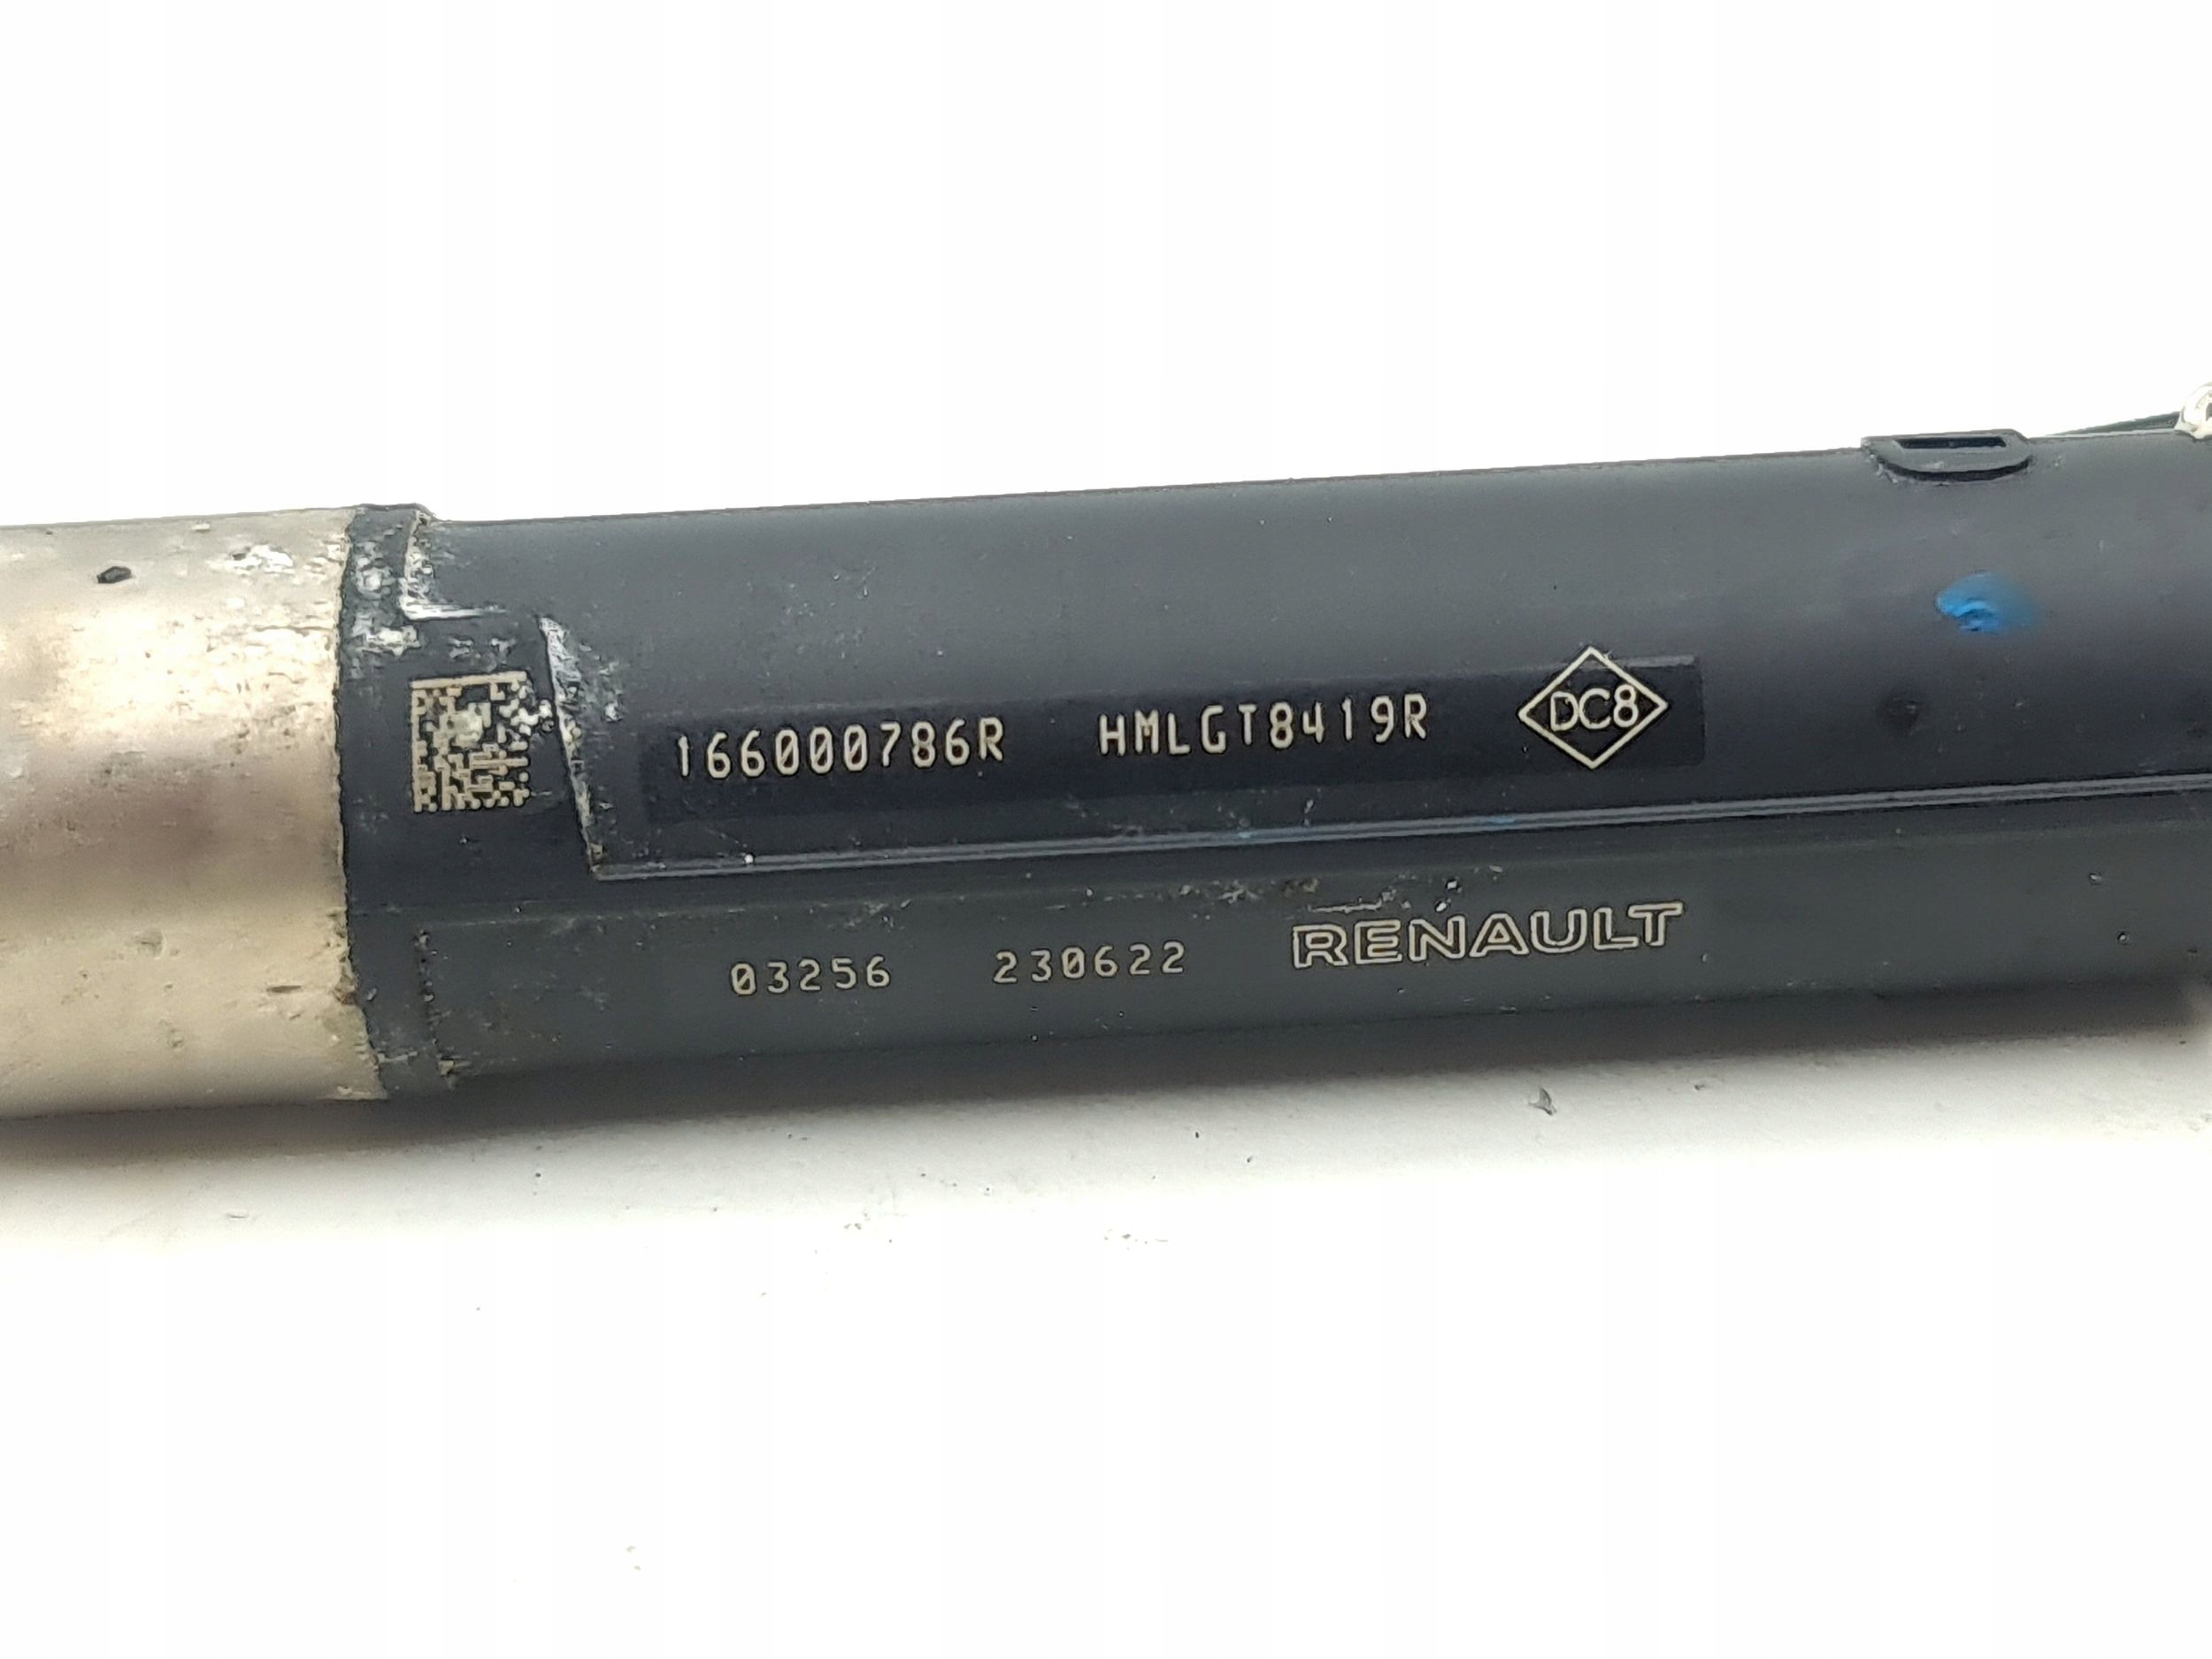 166000786R HMLGT8419R DC8
03256 230622 RENAULT